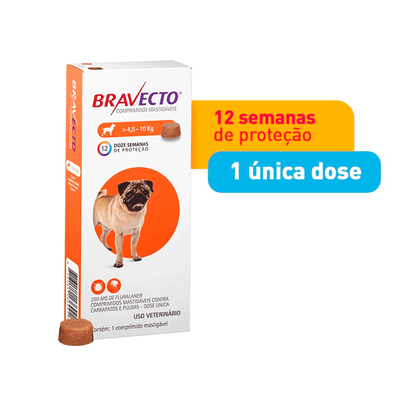 BRAVECTO
COMPRIMIDOS MASTIGÁVEIS
> 4,5 – 10 Kg
12 DOZE SEMANAS
DE PROTEÇÃO
250 MG DE FLURALANER
COMPRIMIDOS MASTIGÁVEIS CONTRA
CARRAPATOS E PULGAS - DOSE ÚNICA
USO VETERINÁRIO
Contém: 1 comprimido mastigável
BRAVECTO
12 semanas
de proteção
1 única dose